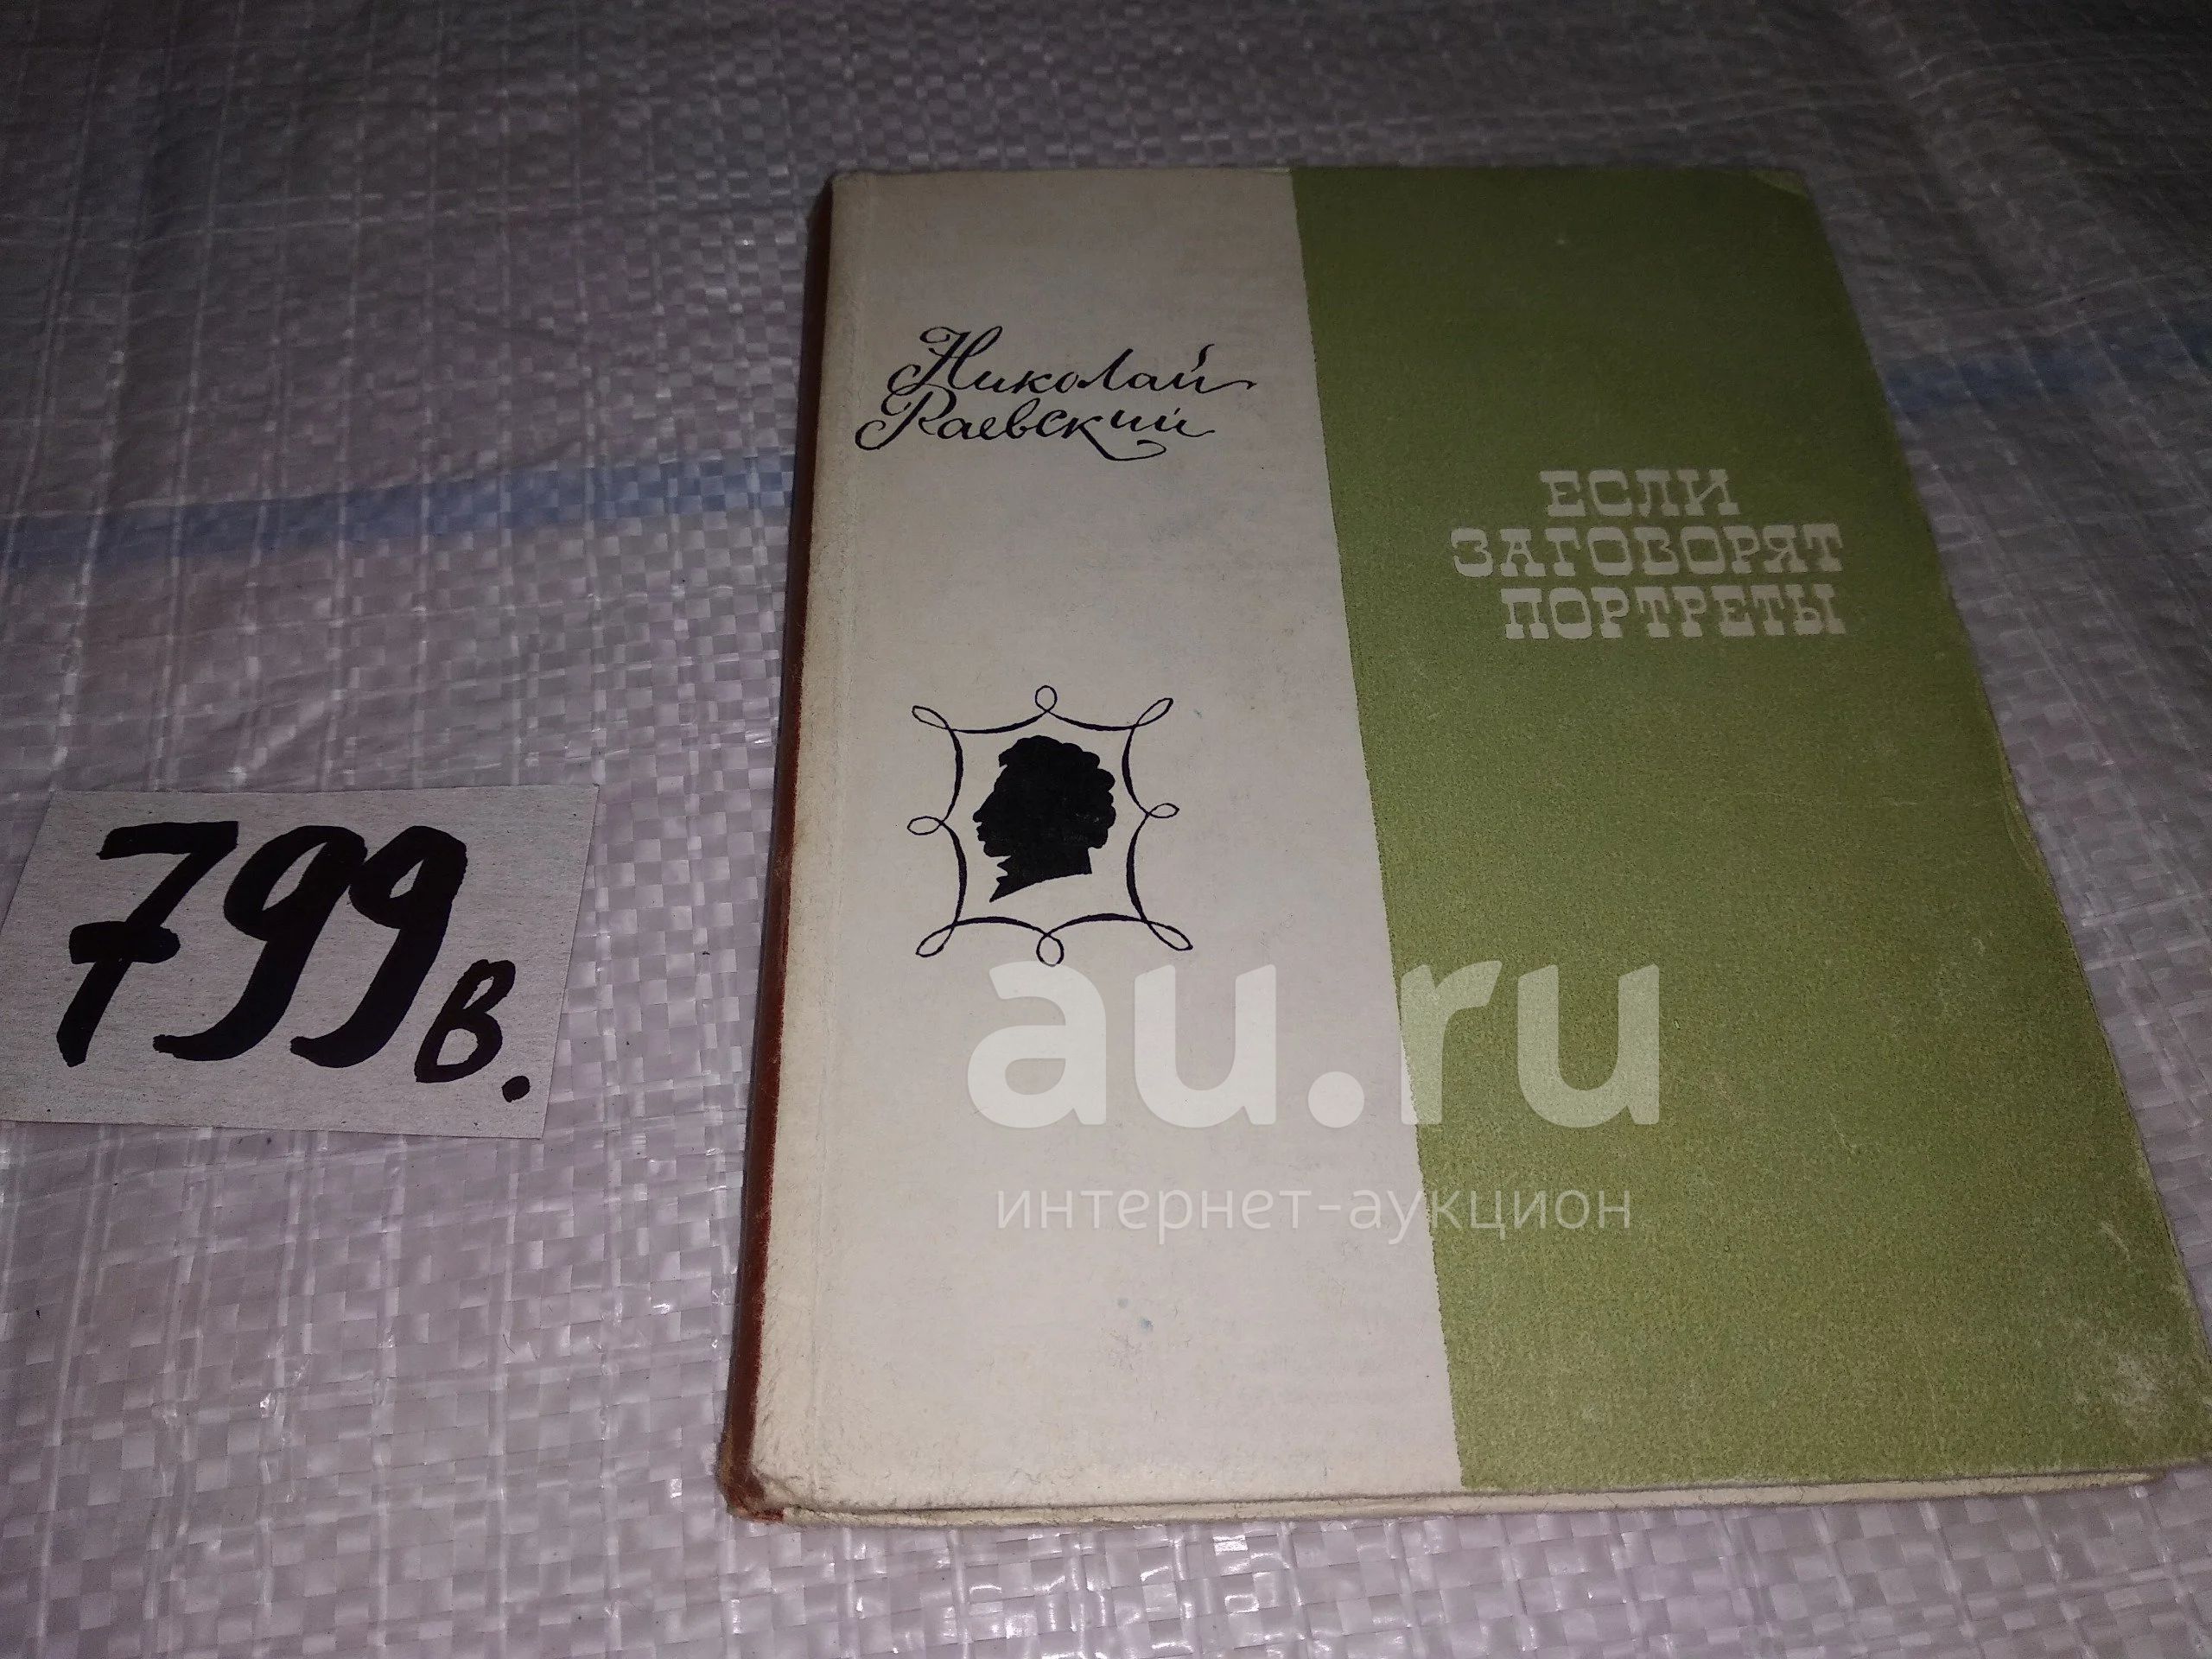 Николай
Раевский
ЕСЛИ
ЗАГОВОРЯТ
ПОРТРЕТЫ
799в.
au.ru
интернет-аукцион